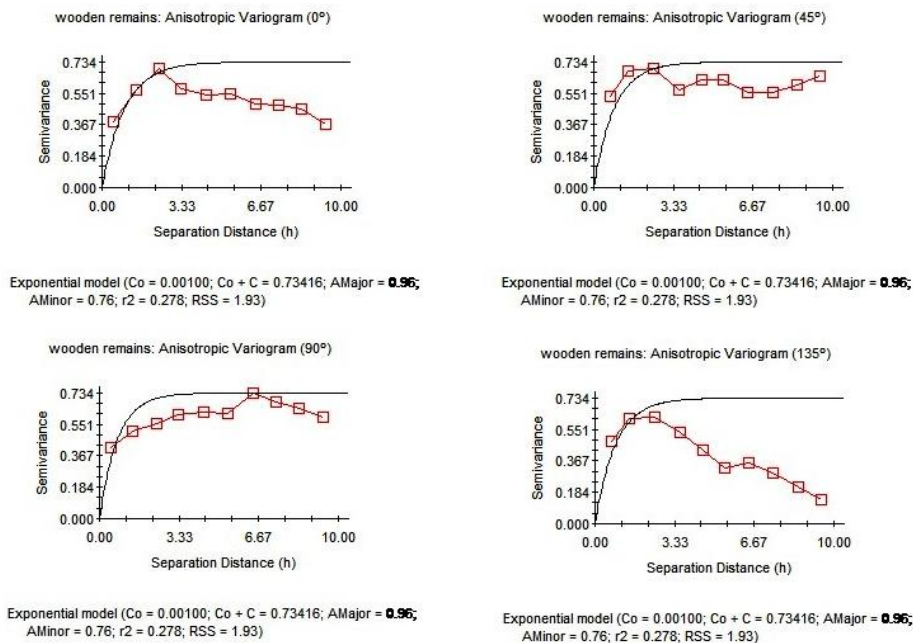 wooden remains: Anisotropic Variogram (0º)
0.734
0.551
0.367
0.184
0.000
Semivariance
0.00 3.33 6.67 10.00
Separation Distance (h)
Exponential model (Co = 0.00100; Co + C = 0.73416; AMajor = 0.96;
AMinor = 0.76; r2 = 0.278; RSS = 1.93)
wooden remains: Anisotropic Variogram (45º)
0.734
0.551
0.367
0.184
0.000
Semivariance
0.00 3.33 6.67 10.00
Separation Distance (h)
Exponential model (Co = 0.00100; Co + C = 0.73416; AMajor = 0.96;
AMinor = 0.76; r2 = 0.278; RSS = 1.93)
wooden remains: Anisotropic Variogram (90º)
0.734
0.551
0.367
0.184
0.000
Semivariance
0.00 3.33 6.67 10.00
Separation Distance (h)
Exponential model (Co = 0.00100; Co + C = 0.73416; AMajor = 0.96;
AMinor = 0.76; r2 = 0.278; RSS = 1.93)
wooden remains: Anisotropic Variogram (135º)
0.734
0.551
0.367
0.184
0.000
Semivariance
0.00 3.33 6.67 10.00
Separation Distance (h)
Exponential model (Co = 0.00100; Co + C = 0.73416; AMajor = 0.96;
AMinor = 0.76; r2 = 0.278; RSS = 1.93)